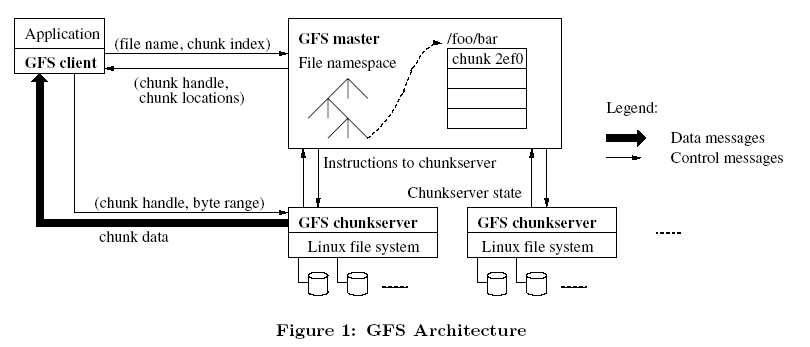 Application
GFS client
(file name, chunk index)
(chunk handle,
chunk locations)
GFS master
File namespace
/foo/bar
chunk 2ef0
Legend:
Data messages
Control messages
Instructions to chunkserver
Chunkserver state
(chunk handle, byte range)
chunk data
GFS chunkserver
Linux file system
GFS chunkserver
Linux file system
Figure 1: GFS Architecture